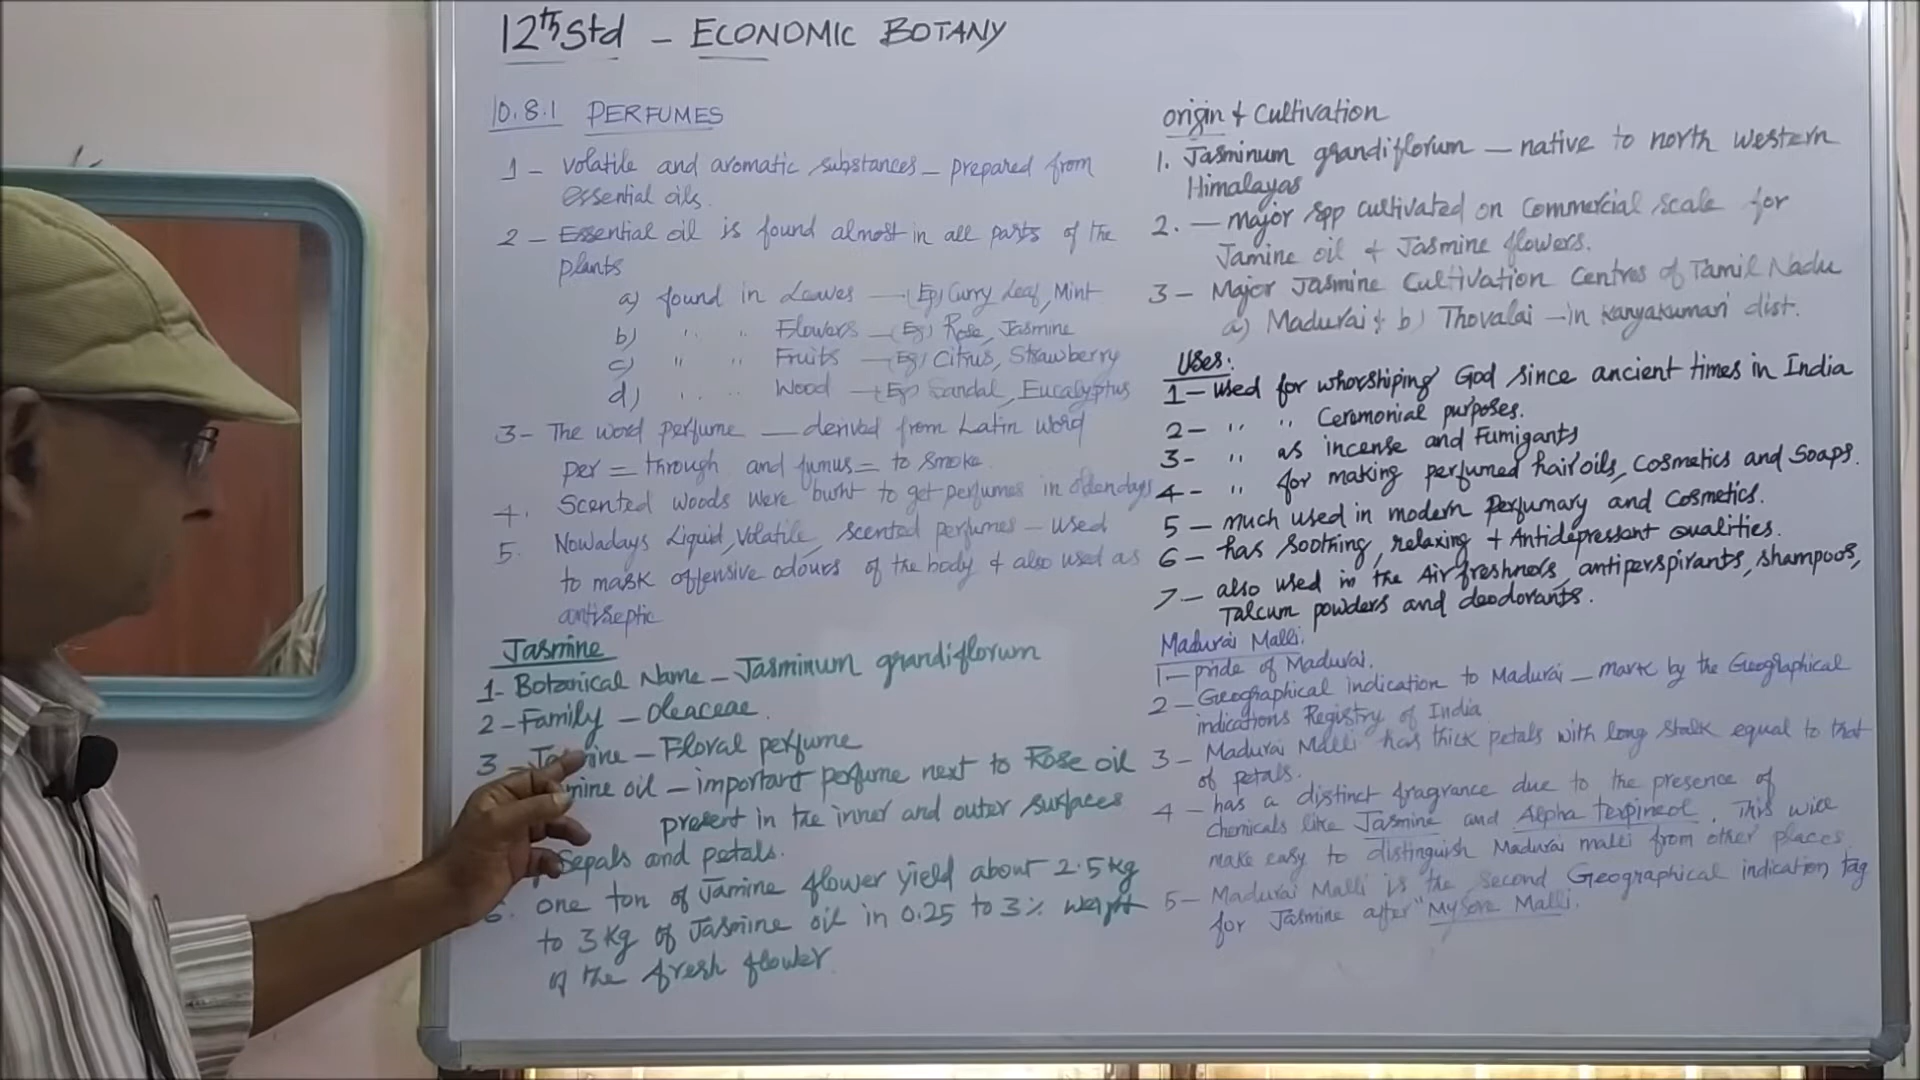 12th Std - ECONOMIC BOTANY
10.8.1 PERFUMES
1 - volatile and aromatic substances - prepared from
essential oils.
2 - Essential oil is found almost in all parts of the
plants
a) found in Leaves - (Eg) Curry Leaf, Mint
b) " " Flowers - (Eg) Rose, Jasmine
c) " " Fruits - (Eg) Citrus, Strawberry
d) " " Wood - (Eg) Sandal, Eucalyptus
3 - The word perfume - derived from Latin word
per = through and fumus = to smoke.
4. Scented woods were burnt to get perfumes in olden days
5. Nowadays Liquid, Volatile, scented perfumes - used
to mask offensive odours of the body & also used as
antiseptic
Jasmine
1 - Botanical Name - Jasminum grandiflorum
2 - Family - Oleaceae.
3 - Jasmine - Floral perfume
mine oil - important perfume next to Rose oil
present in the inner and outer surfaces
Sepals and petals.
6. one ton of Jamine flower yield about 2.5 kg
to 3 kg of Jasmine oil in 0.25 to 3% weight
of the fresh flower.
origin & Cultivation
1. Jasminum grandiflorum - native to north western
Himalayas
2. - major spp cultivated on Commercial scale for
Jamine oil & Jasmine flowers.
3 - Major Jasmine Cultivation Centres of Tamil Nadu
a) Madurai & b) Thovalai - in Kanyakumari dist.
Uses:
1 - used for whorshiping God since ancient times in India
2 - " " Ceremonial purposes.
3 - " as incense and Fumigants
4 - " for making perfumed hair oils, Cosmetics and Soaps.
5 - much used in modern Perfumary and Cosmetics.
6 - has soothing, relaxing + Antidepressant qualities.
7 - also used in the Air freshners, antiperspirants, shampoos,
Talcum powders and deodorants.
Madurai Malli.
1 - pride of Madurai.
2 - Geographical indication to Madurai - mark by the Geographical
indications Registry of India
3 - Madurai Malli has thick petals with long stalk equal to that
of petals.
4 - has a distinct fragrance due to the presence of
chemicals like Jasmine and Alpha terpineol. This will
make easy to distinguish Madurai malli from other places
5 - Madurai Malli is the second Geographical indication tag
for Jasmine after "Mysore Malli.